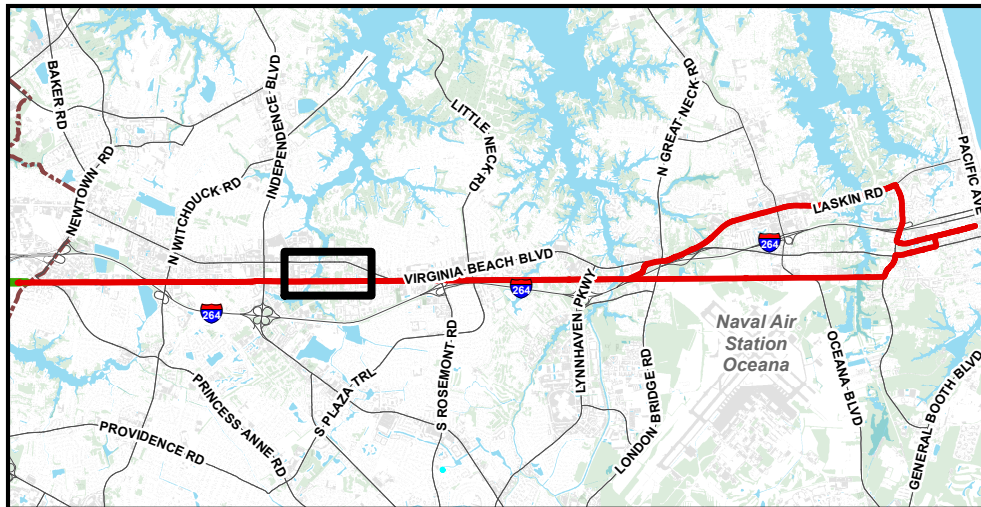 BAKER RD
NEWTOWN RD
N WITCHDUCK RD
INDEPENDENCE BLVD
LITTLE NECK RD
N GREAT NECK RD
PACIFIC AVE
LASKIN RD
VIRGINIA BEACH BLVD
264
264
264
LYNNHAVEN PKWY
Naval Air
Station
Oceana
S ROSEMONT RD
S PLAZA TRL
PRINCESS ANNE RD
PROVIDENCE RD
LONDON BRIDGE RD
OCEANA BLVD
GENERAL BOOTH BLVD